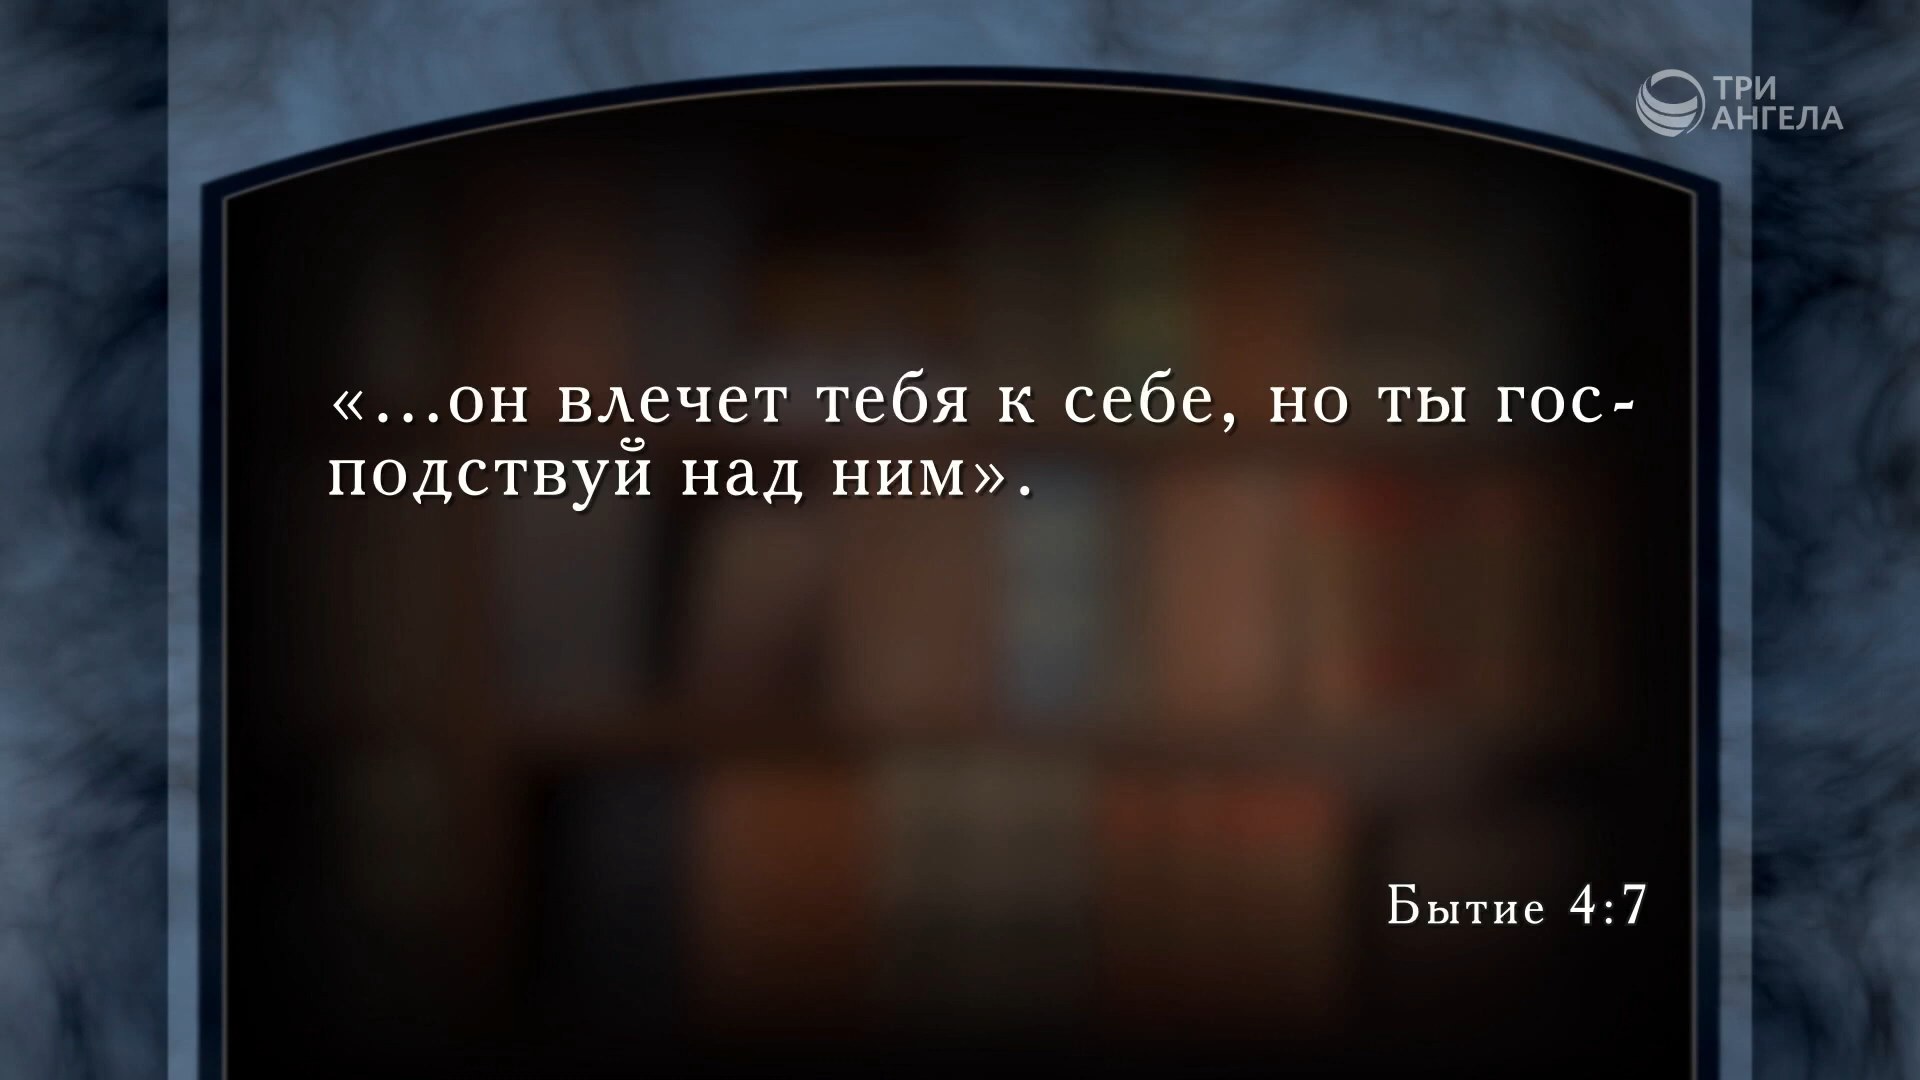 ТРИ
АНГЕЛА
«...он влечет тебя к себе, но ты гос-
подствуй над ним».
Бытие 4:7